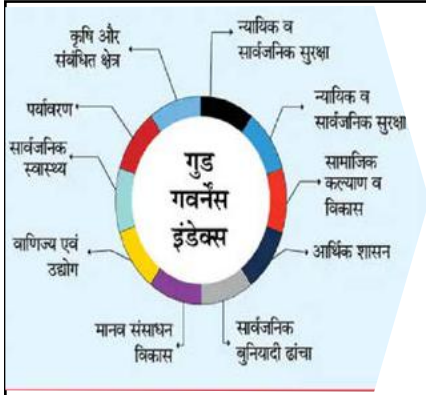 कृषि और
संबंधित क्षेत्र
न्यायिक व
सार्वजनिक सुरक्षा
पर्यावरण
न्यायिक व
सार्वजनिक सुरक्षा
सार्वजनिक
स्वास्थ्य
गुड
गवर्नेंस
इंडेक्स
सामाजिक
कल्याण व
विकास
वाणिज्य एवं
उद्योग
आर्थिक शासन
मानव संसाधन
विकास
सार्वजनिक
बुनियादी ढांचा